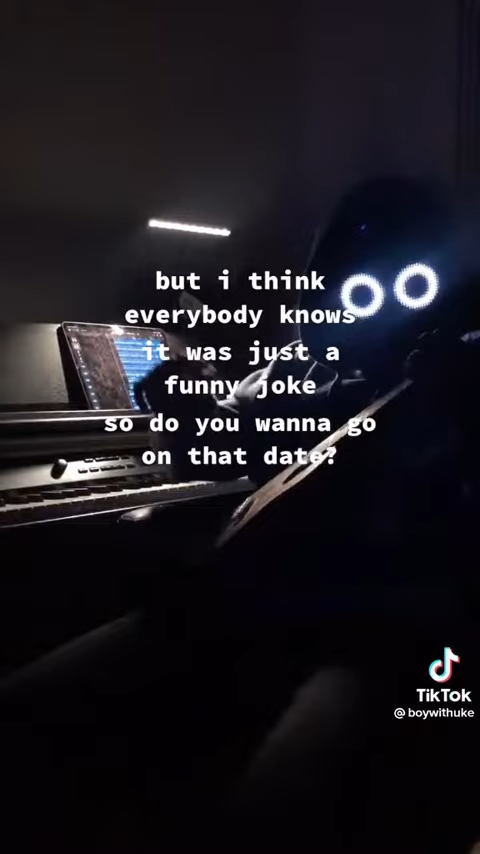 but i think
everybody knows
it was just a
funny joke
so do you wanna go
on that date?
TikTok
@ boywithuke